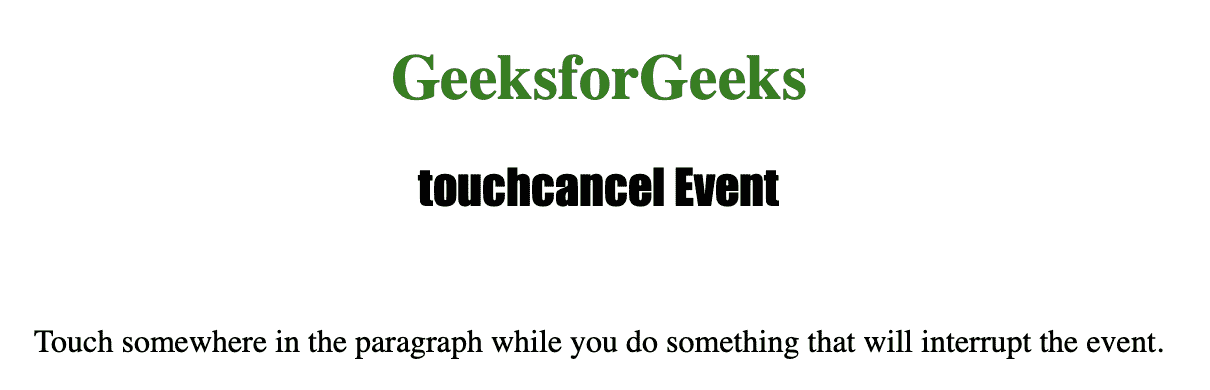 GeeksforGeeks
touchcancel Event
Touch somewhere in the paragraph while you do something that will interrupt the event.